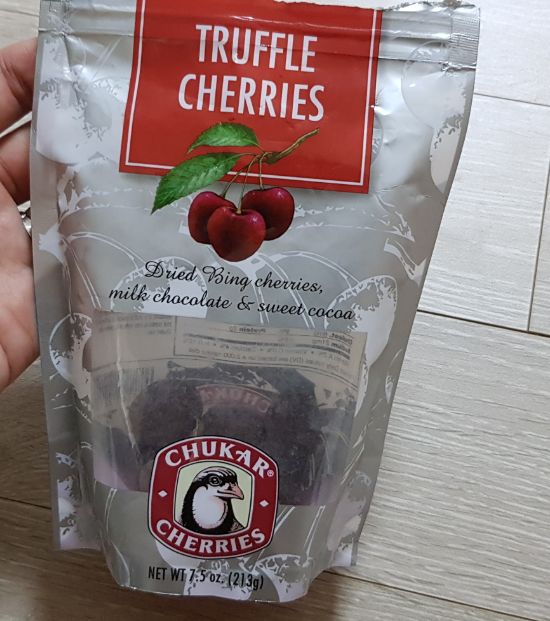 TRUFFLE
CHERRIES
Dried Bing cherries,
milk chocolate & sweet cocoa
CHUKAR®
CHERRIES
NET WT 7.5 oz. (213g)